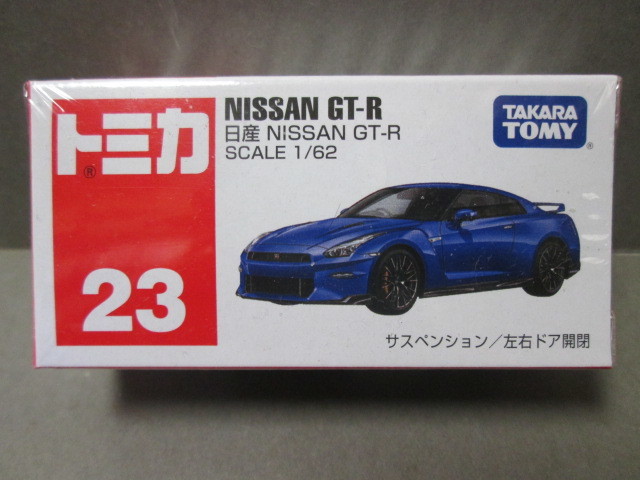 トミカ
®
23
NISSAN GT-R
日産 NISSAN GT-R
SCALE 1/62
TAKARA
TOMY
®
サスペンション/左右ドア開閉